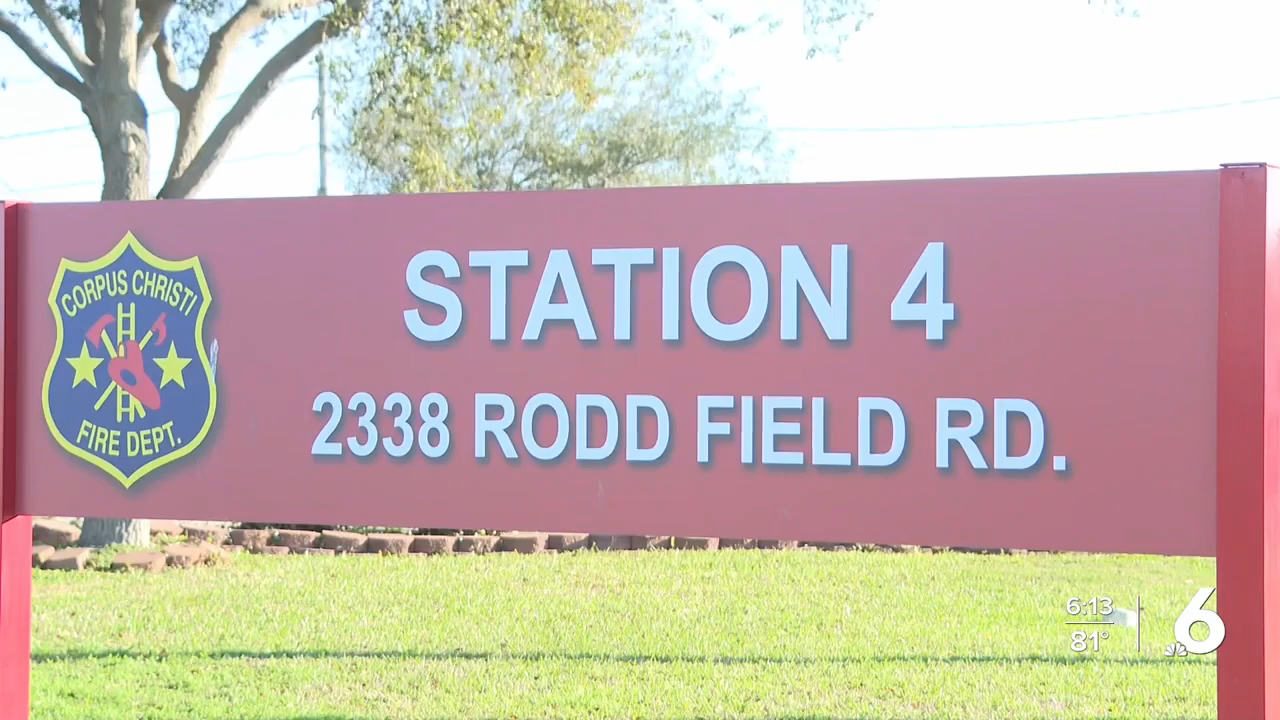 CORPUS CHRISTI
FIRE DEPT.
STATION 4
2338 RODD FIELD RD.
6:13
81°
6